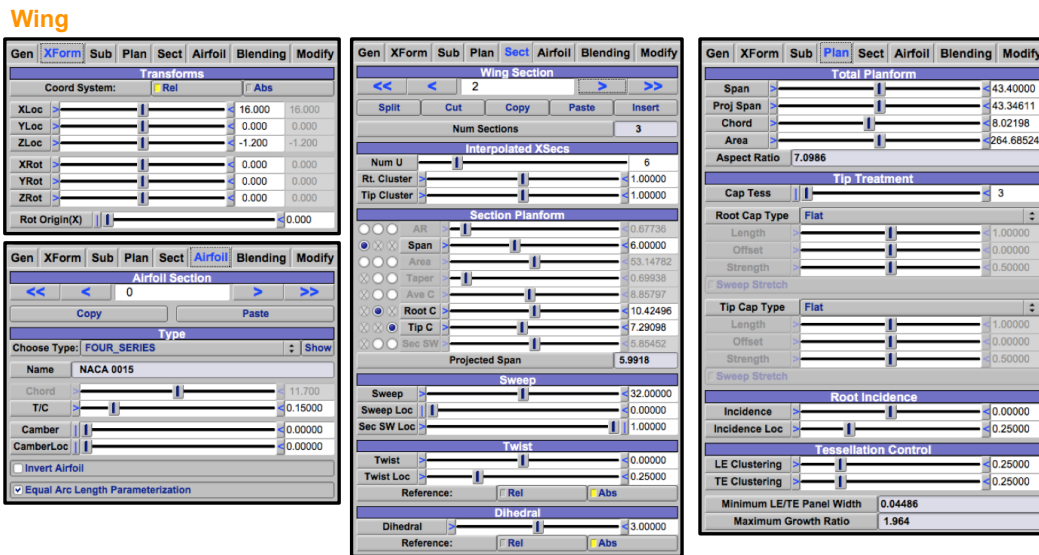 Wing
Gen XForm Sub Plan Sect Airfoil Blending Modify
Transforms
Coord System: Rel Abs
XLoc > < 16.000 16.000
YLoc > < 0.000 0.000
ZLoc > < -1.200 -1.200
XRot > < 0.000 0.000
YRot > < 0.000 0.000
ZRot > < 0.000 0.000
Rot Origin(X) | < 0.000
Gen XForm Sub Plan Sect Airfoil Blending Modify
Airfoil Section
<< < 0 > >>
Copy Paste
Type
Choose Type: FOUR_SERIES Show
Name NACA 0015
Chord > < 11.700
T/C > < 0.15000
Camber | < 0.00000
CamberLoc | < 0.00000
Invert Airfoil
Equal Arc Length Parameterization
Gen XForm Sub Plan Sect Airfoil Blending Modify
Wing Section
<< < 2 > >>
Split Cut Copy Paste Insert
Num Sections 3
Interpolated XSecs
Num U 6
Rt. Cluster > < 1.00000
Tip Cluster > < 1.00000
Section Planform
AR > < 0.67736
Span > < 6.00000
Area > < 53.14782
Taper > < 0.69938
Ave C > < 8.85797
Root C > < 10.42496
Tip C > < 7.29098
Sec SW > < 5.85452
Projected Span 5.9918
Sweep
Sweep > < 32.00000
Sweep Loc | < 0.00000
Sec SW Loc > | 1.00000
Twist
Twist > < 0.00000
Twist Loc > < 0.25000
Reference: Rel Abs
Dihedral
Dihedral > < 3.00000
Reference: Rel Abs
Gen XForm Sub Plan Sect Airfoil Blending Modify
Total Planform
Span > < 43.40000
Proj Span > < 43.34611
Chord > < 8.02198
Area > < 264.68524
Aspect Ratio 7.0986
Tip Treatment
Cap Tess | < 3
Root Cap Type Flat
Length > < 1.00000
Offset > < 0.00000
Strength > < 0.50000
Sweep Stretch
Tip Cap Type Flat
Length > < 1.00000
Offset > < 0.00000
Strength > < 0.50000
Sweep Stretch
Root Incidence
Incidence > < 0.00000
Incidence Loc > < 0.25000
Tessellation Control
LE Clustering > < 0.25000
TE Clustering > < 0.25000
Minimum LE/TE Panel Width 0.04486
Maximum Growth Ratio 1.964